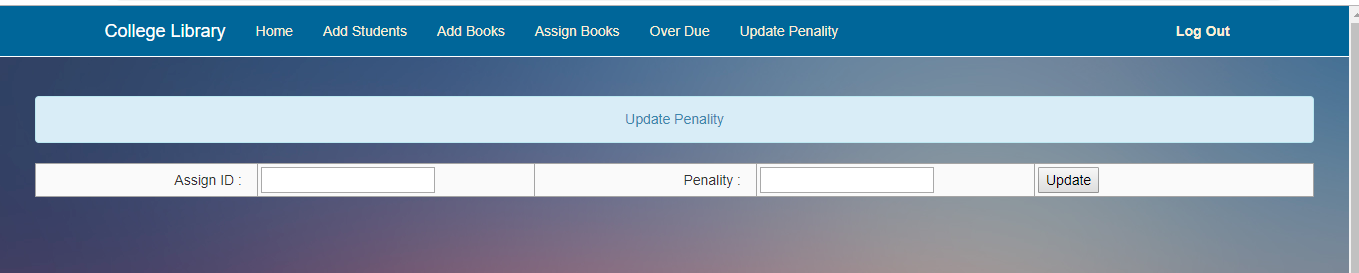 College Library Home Add Students Add Books Assign Books Over Due Update Penality Log Out
Update Penality
Assign ID : Penality : Update